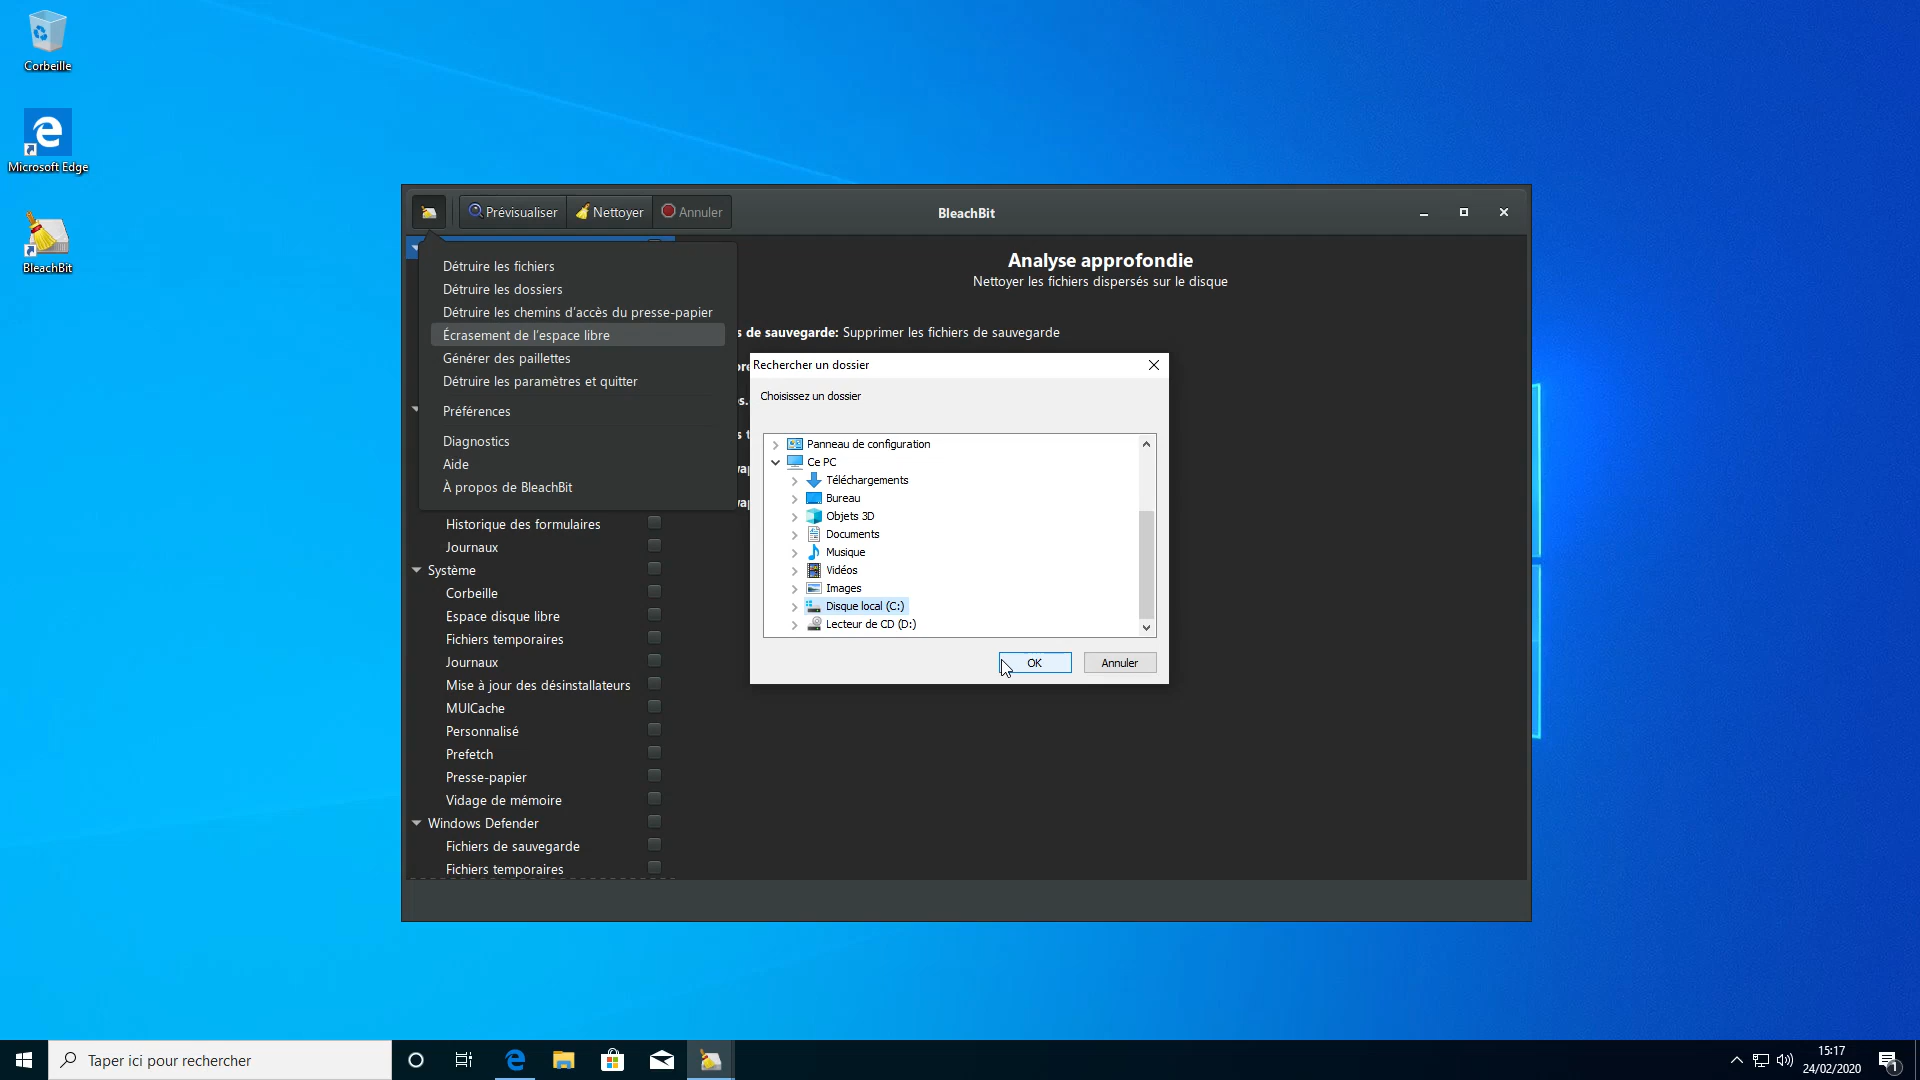 Corbeille
Microsoft Edge
BleachBit
Prévisualiser
Nettoyer
Annuler
BleachBit
Détruire les fichiers
Détruire les dossiers
Détruire les chemins d'accès du presse-papier
Écrasement de l'espace libre
Générer des paillettes
Détruire les paramètres et quitter
Préférences
Diagnostics
Aide
À propos de BleachBit
Historique des formulaires
Journaux
Système
Corbeille
Espace disque libre
Fichiers temporaires
Journaux
Mise à jour des désinstallateurs
MUICache
Personnalisé
Prefetch
Presse-papier
Vidage de mémoire
Windows Defender
Fichiers de sauvegarde
Fichiers temporaires
Analyse approfondie
Nettoyer les fichiers dispersés sur le disque
de sauvegarde: Supprimer les fichiers de sauvegarde
Rechercher un dossier
Choisissez un dossier
Panneau de configuration
Ce PC
Téléchargements
Bureau
Objets 3D
Documents
Musique
Vidéos
Images
Disque local (C:)
Lecteur de CD (D:)
OK
Annuler
Taper ici pour rechercher
15:17
24/02/2020
1